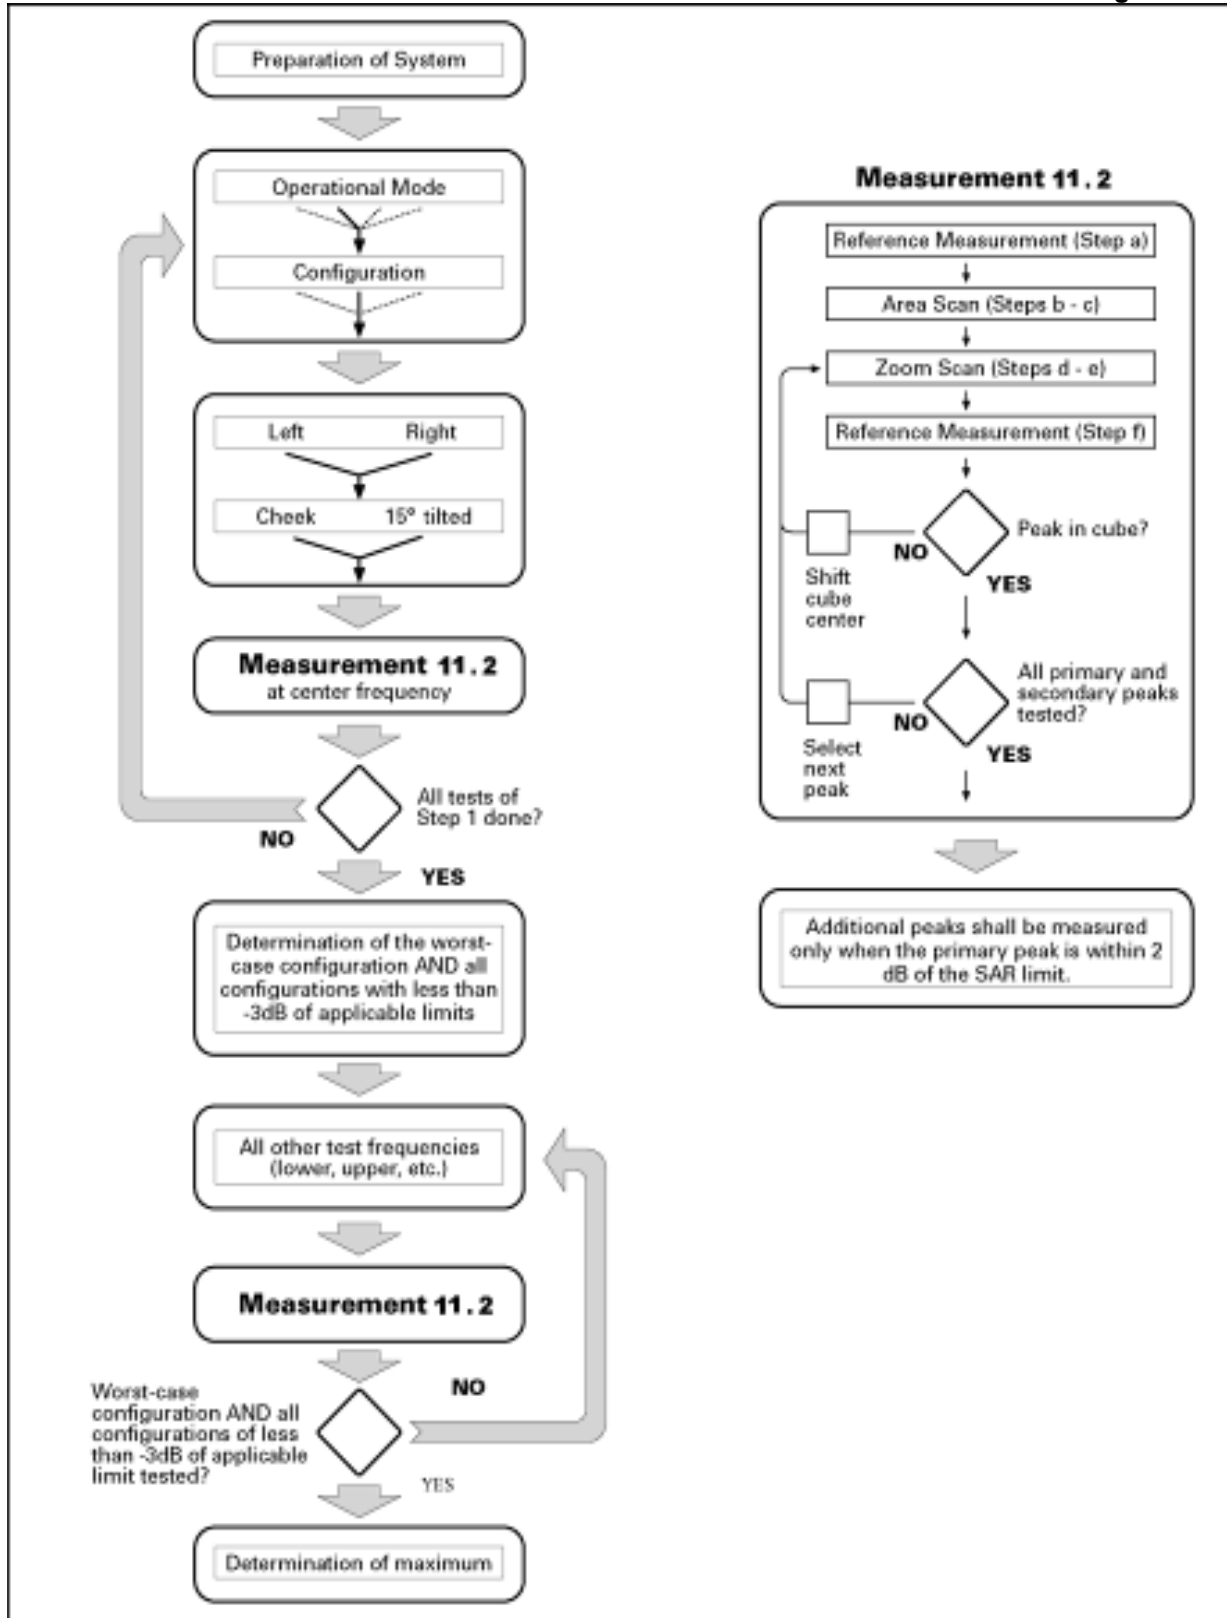 Preparation of System
Operational Mode
Configuration
Left Right
Cheek 15° tilted
Measurement 11.2
at center frequency
All tests of
Step 1 done?
NO
YES
Determination of the worst-
case configuration AND all
configurations with less than
-3dB of applicable limits
All other test frequencies
(lower, upper, etc.)
Measurement 11.2
NO
Worst-case
configuration AND all
configurations of less
than -3dB of applicable
limit tested?
YES
Determination of maximum
Measurement 11.2
Reference Measurement (Step a)
Area Scan (Steps b - c)
Zoom Scan (Steps d - e)
Reference Measurement (Step f)
Peak in cube?
NO
YES
Shift
cube
center
All primary and
secondary peaks
tested?
NO
YES
Select
next
peak
Additional peaks shall be measured
only when the primary peak is within 2
dB of the SAR limit.